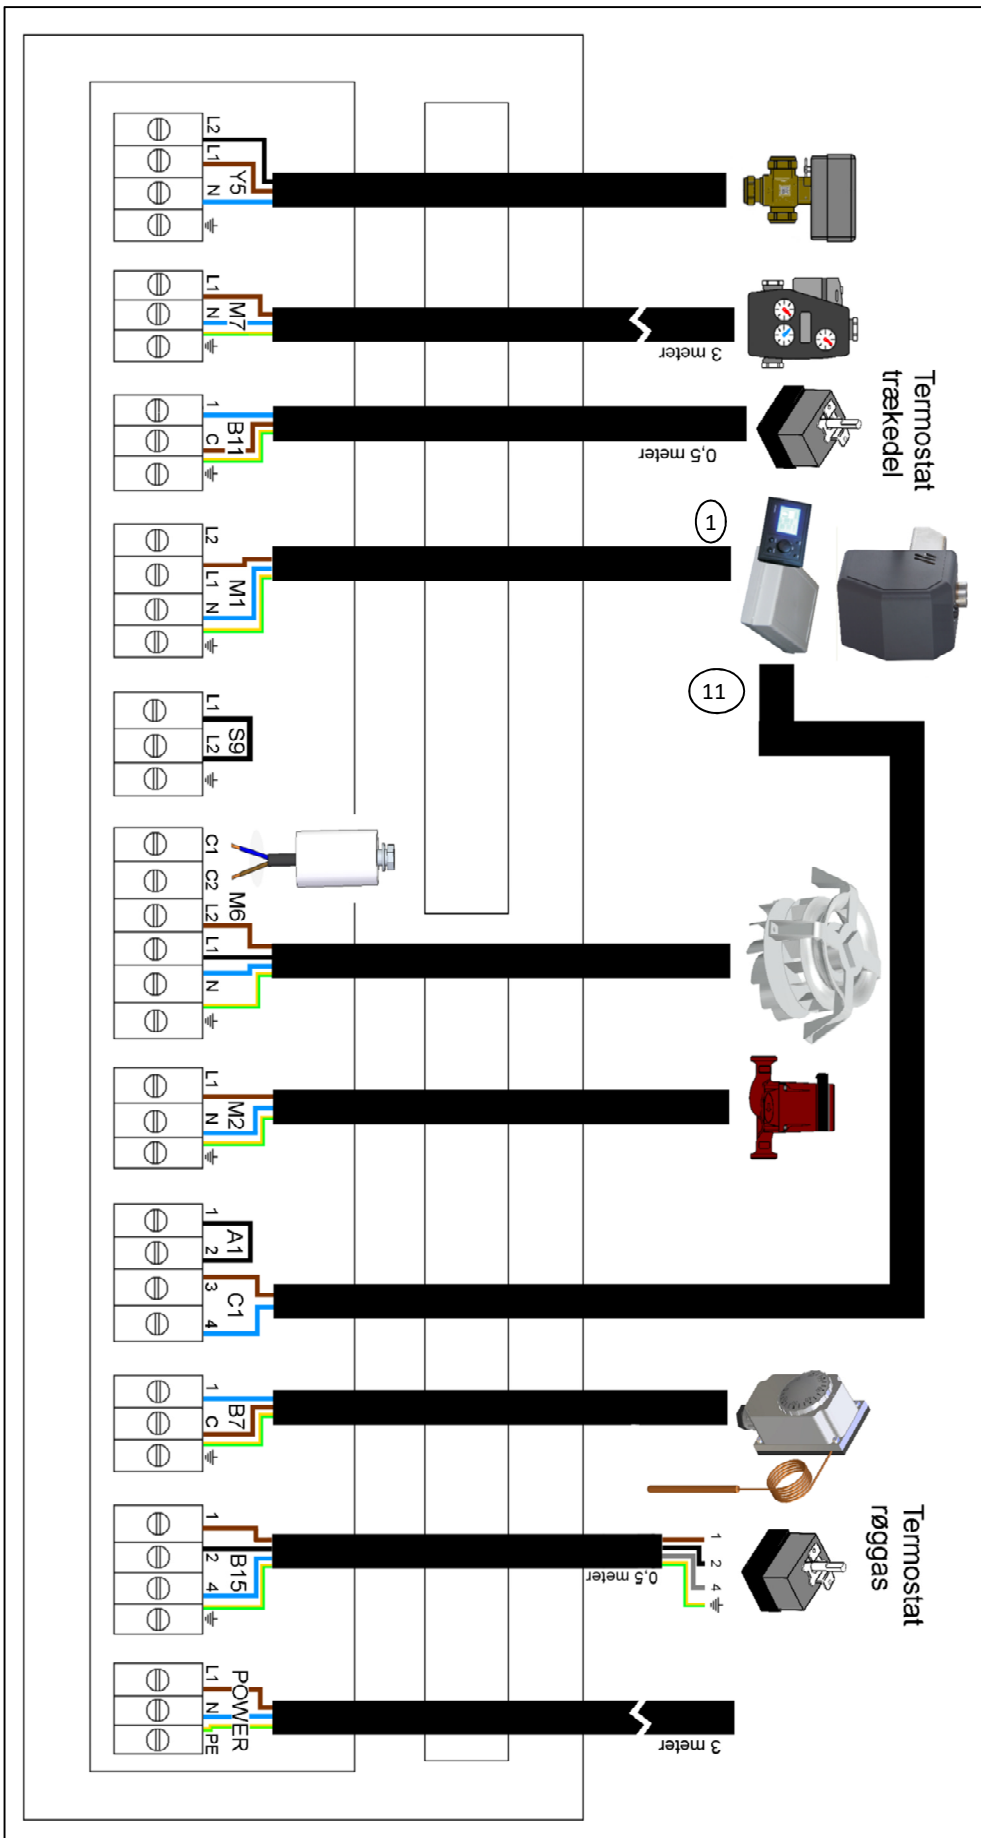 L2
L1
Y5
N
L1
M7
N
3 meter
Termostat
trækedel
1
B11
C
0,5 meter
1
L2
L1
M1
N
11
L1
S9
L2
C1
C2
M6
L2
L1
N
L1
M2
N
1
A1
2
3
C1
4
1
B7
C
Termostat
røggas
1
2
B15
4
0,5 meter
1
2
4
L1
POWER
N
PE
3 meter